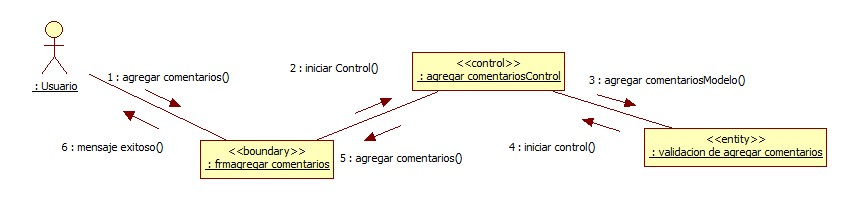 : Usuario
1 : agregar comentarios()
2 : iniciar Control()
<<control>>
: agregar comentariosControl
3 : agregar comentariosModelo()
6 : mensaje exitoso()
<<boundary>>
: frmagregar comentarios
5 : agregar comentarios()
4 : iniciar control()
<<entity>>
: validacion de agregar comentarios